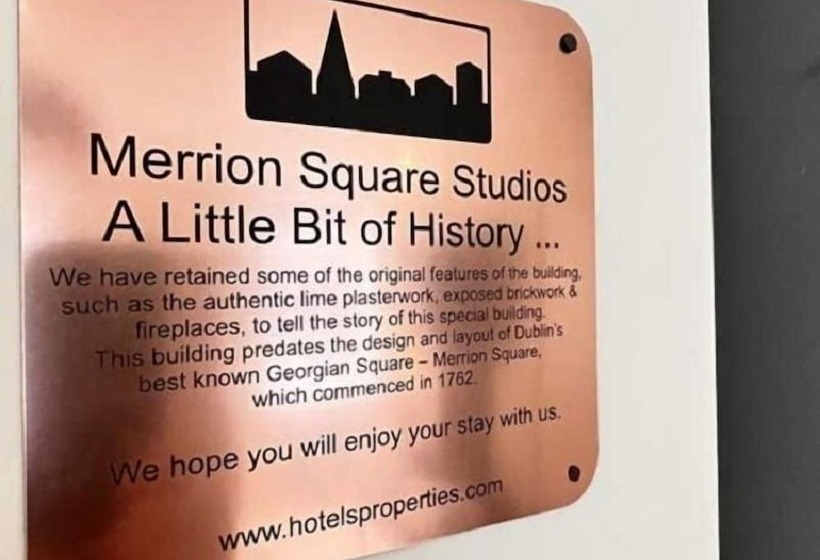 Merrion Square Studios
A Little Bit of History ...
We have retained some of the original features of the building,
such as the authentic lime plasterwork, exposed brickwork &
fireplaces, to tell the story of this special building.
This building predates the design and layout of Dublin's
best known Georgian Square – Merrion Square,
which commenced in 1762.
We hope you will enjoy your stay with us.
www.hotelsproperties.com